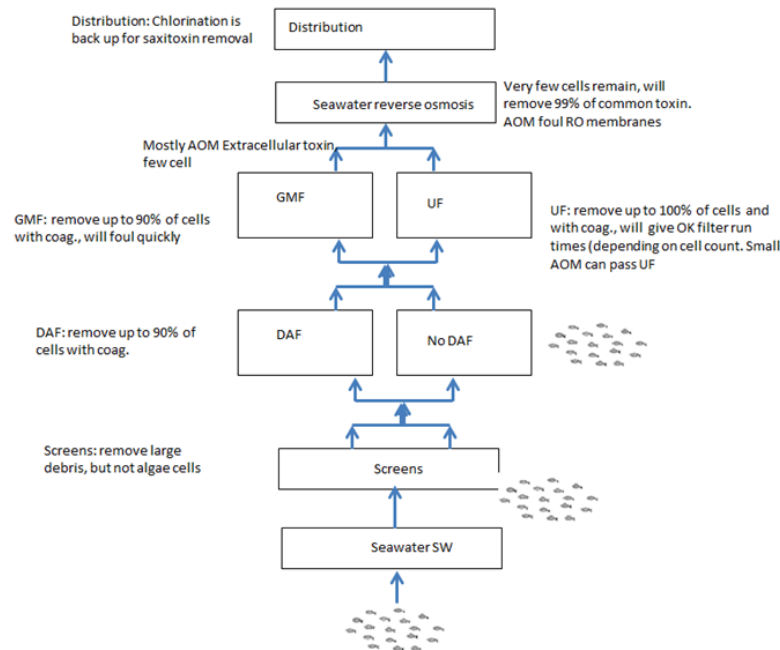 Distribution: Chlorination is
back up for saxitoxin removal
Distribution
Seawater reverse osmosis
Very few cells remain, will
remove 99% of common toxin.
AOM foul RO membranes
Mostly AOM Extracellular toxin,
few cell
GMF
UF
GMF: remove up to 90% of cells
with coag., will foul quickly
UF: remove up to 100% of cells and
with coag., will  give OK filter run
times (depending on cell count. Small
AOM can pass UF
DAF: remove up to 90% of
cells with coag.
DAF
No DAF
Screens: remove large
debris, but not algae cells
Screens
Seawater SW